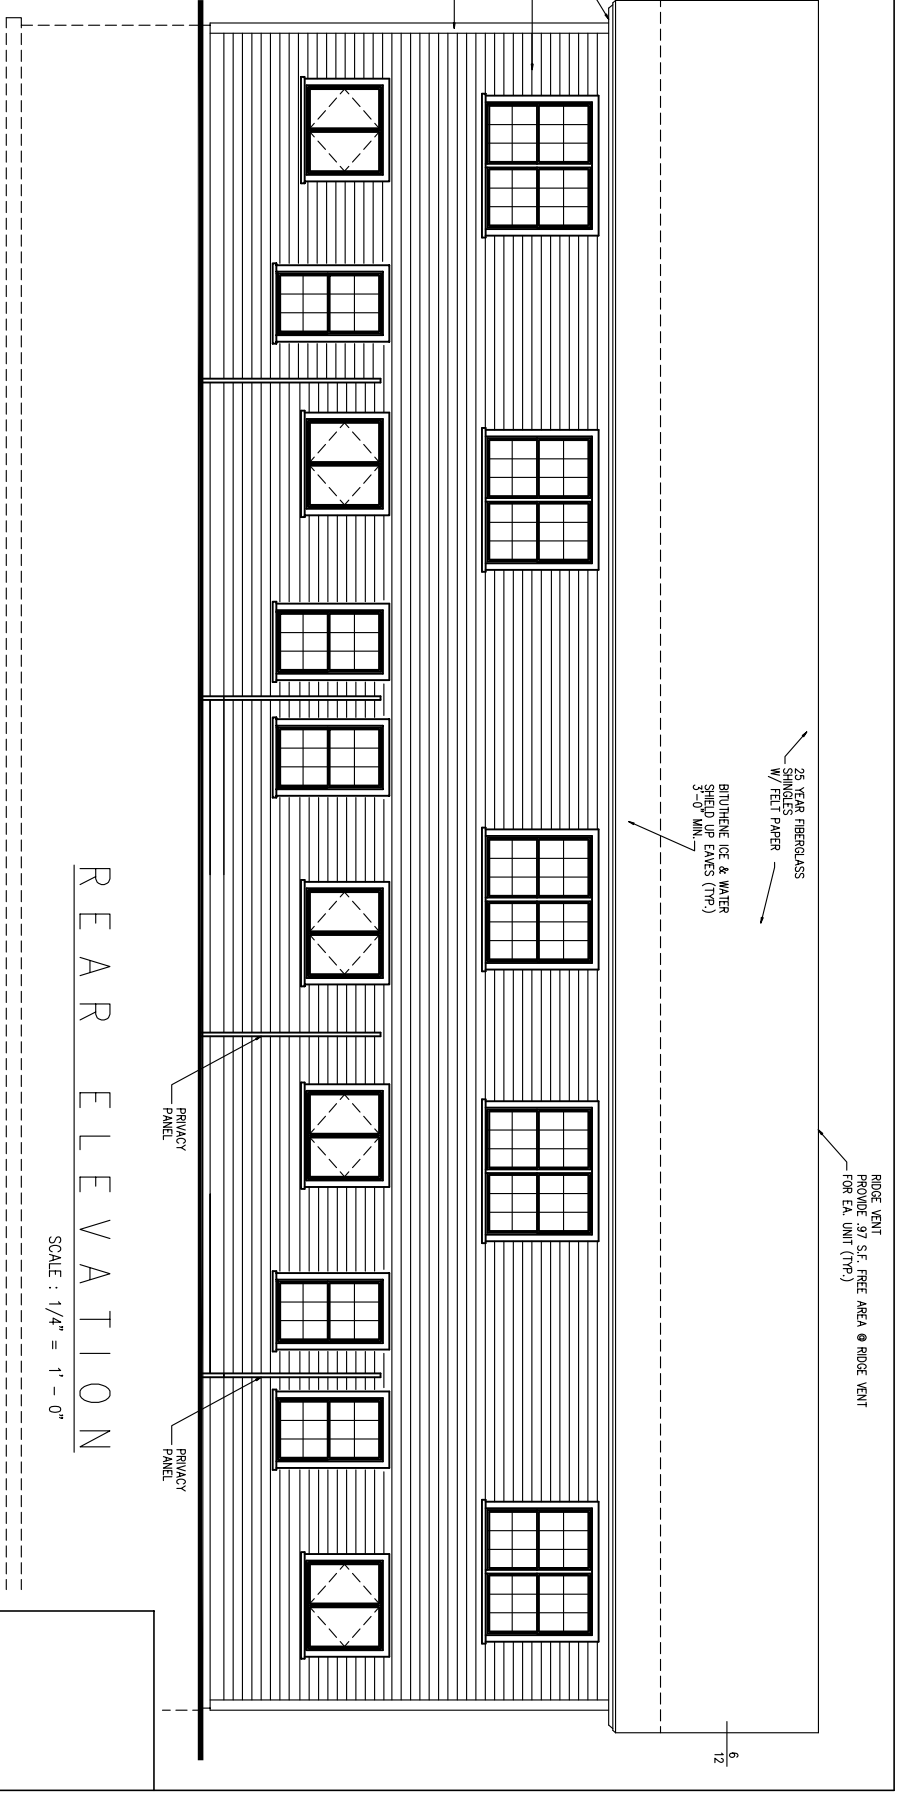 RIDGE VENT
PROVIDE .97 S.F. FREE AREA @ RIDGE VENT
FOR EA. UNIT (TYP.)
25 YEAR FIBERGLASS
SHINGLES
W/ FELT PAPER
BITUTHENE ICE & WATER
SHIELD UP EAVES (TYP.)
3'-0" MIN.
6
12
PRIVACY
PANEL
PRIVACY
PANEL
REAR ELEVATION
SCALE : 1/4" = 1' - 0"